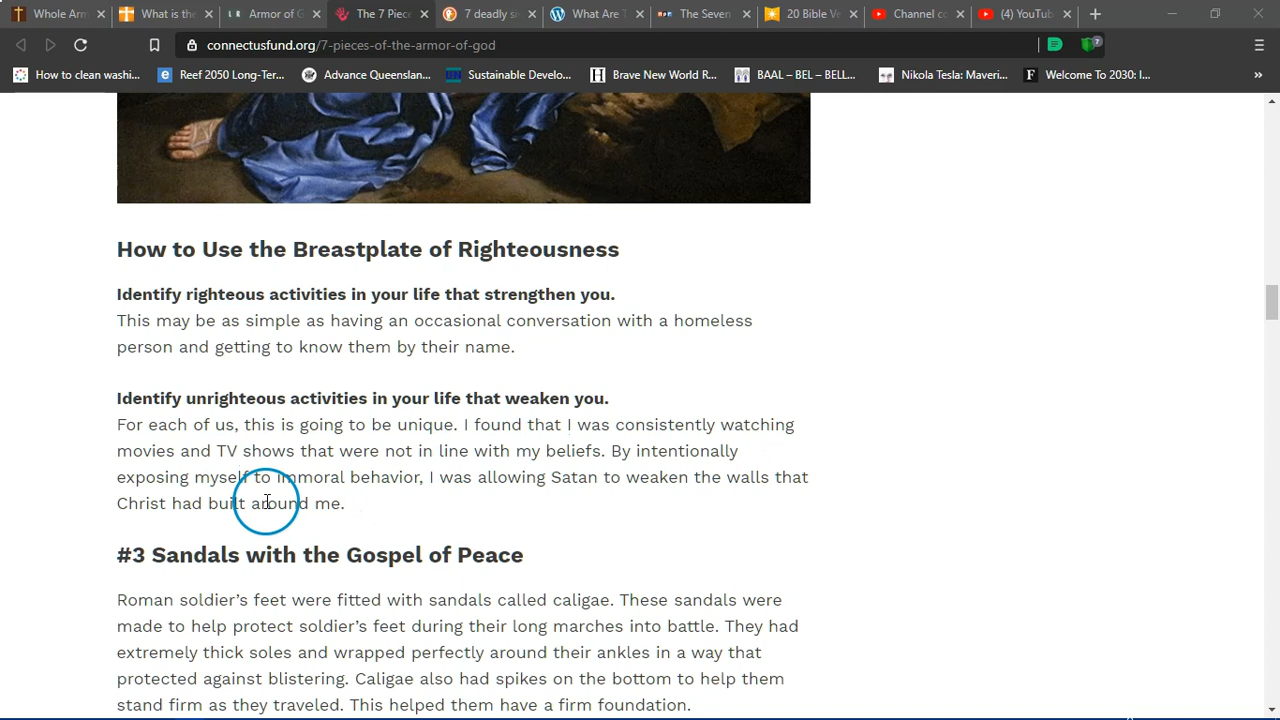 Whole Arm
What is the
Armor of G
The 7 Piece
7 deadly si
What Are T
The Seven
20 Bible Ve
Channel co
(4) YouTub
connectusfund.org/7-pieces-of-the-armor-of-god
7
How to clean washi...
Reef 2050 Long-Ter...
Advance Queenslan...
Sustainable Develo...
Brave New World R...
BAAL – BEL – BELL...
Nikola Tesla: Maveri...
Welcome To 2030: I...
How to Use the Breastplate of Righteousness
Identify righteous activities in your life that strengthen you.
This may be as simple as having an occasional conversation with a homeless
person and getting to know them by their name.
Identify unrighteous activities in your life that weaken you.
For each of us, this is going to be unique. I found that I was consistently watching
movies and TV shows that were not in line with my beliefs. By intentionally
exposing myself to immoral behavior, I was allowing Satan to weaken the walls that
Christ had built around me.
#3 Sandals with the Gospel of Peace
Roman soldier’s feet were fitted with sandals called caligae. These sandals were
made to help protect soldier’s feet during their long marches into battle. They had
extremely thick soles and wrapped perfectly around their ankles in a way that
protected against blistering. Caligae also had spikes on the bottom to help them
stand firm as they traveled. This helped them have a firm foundation.